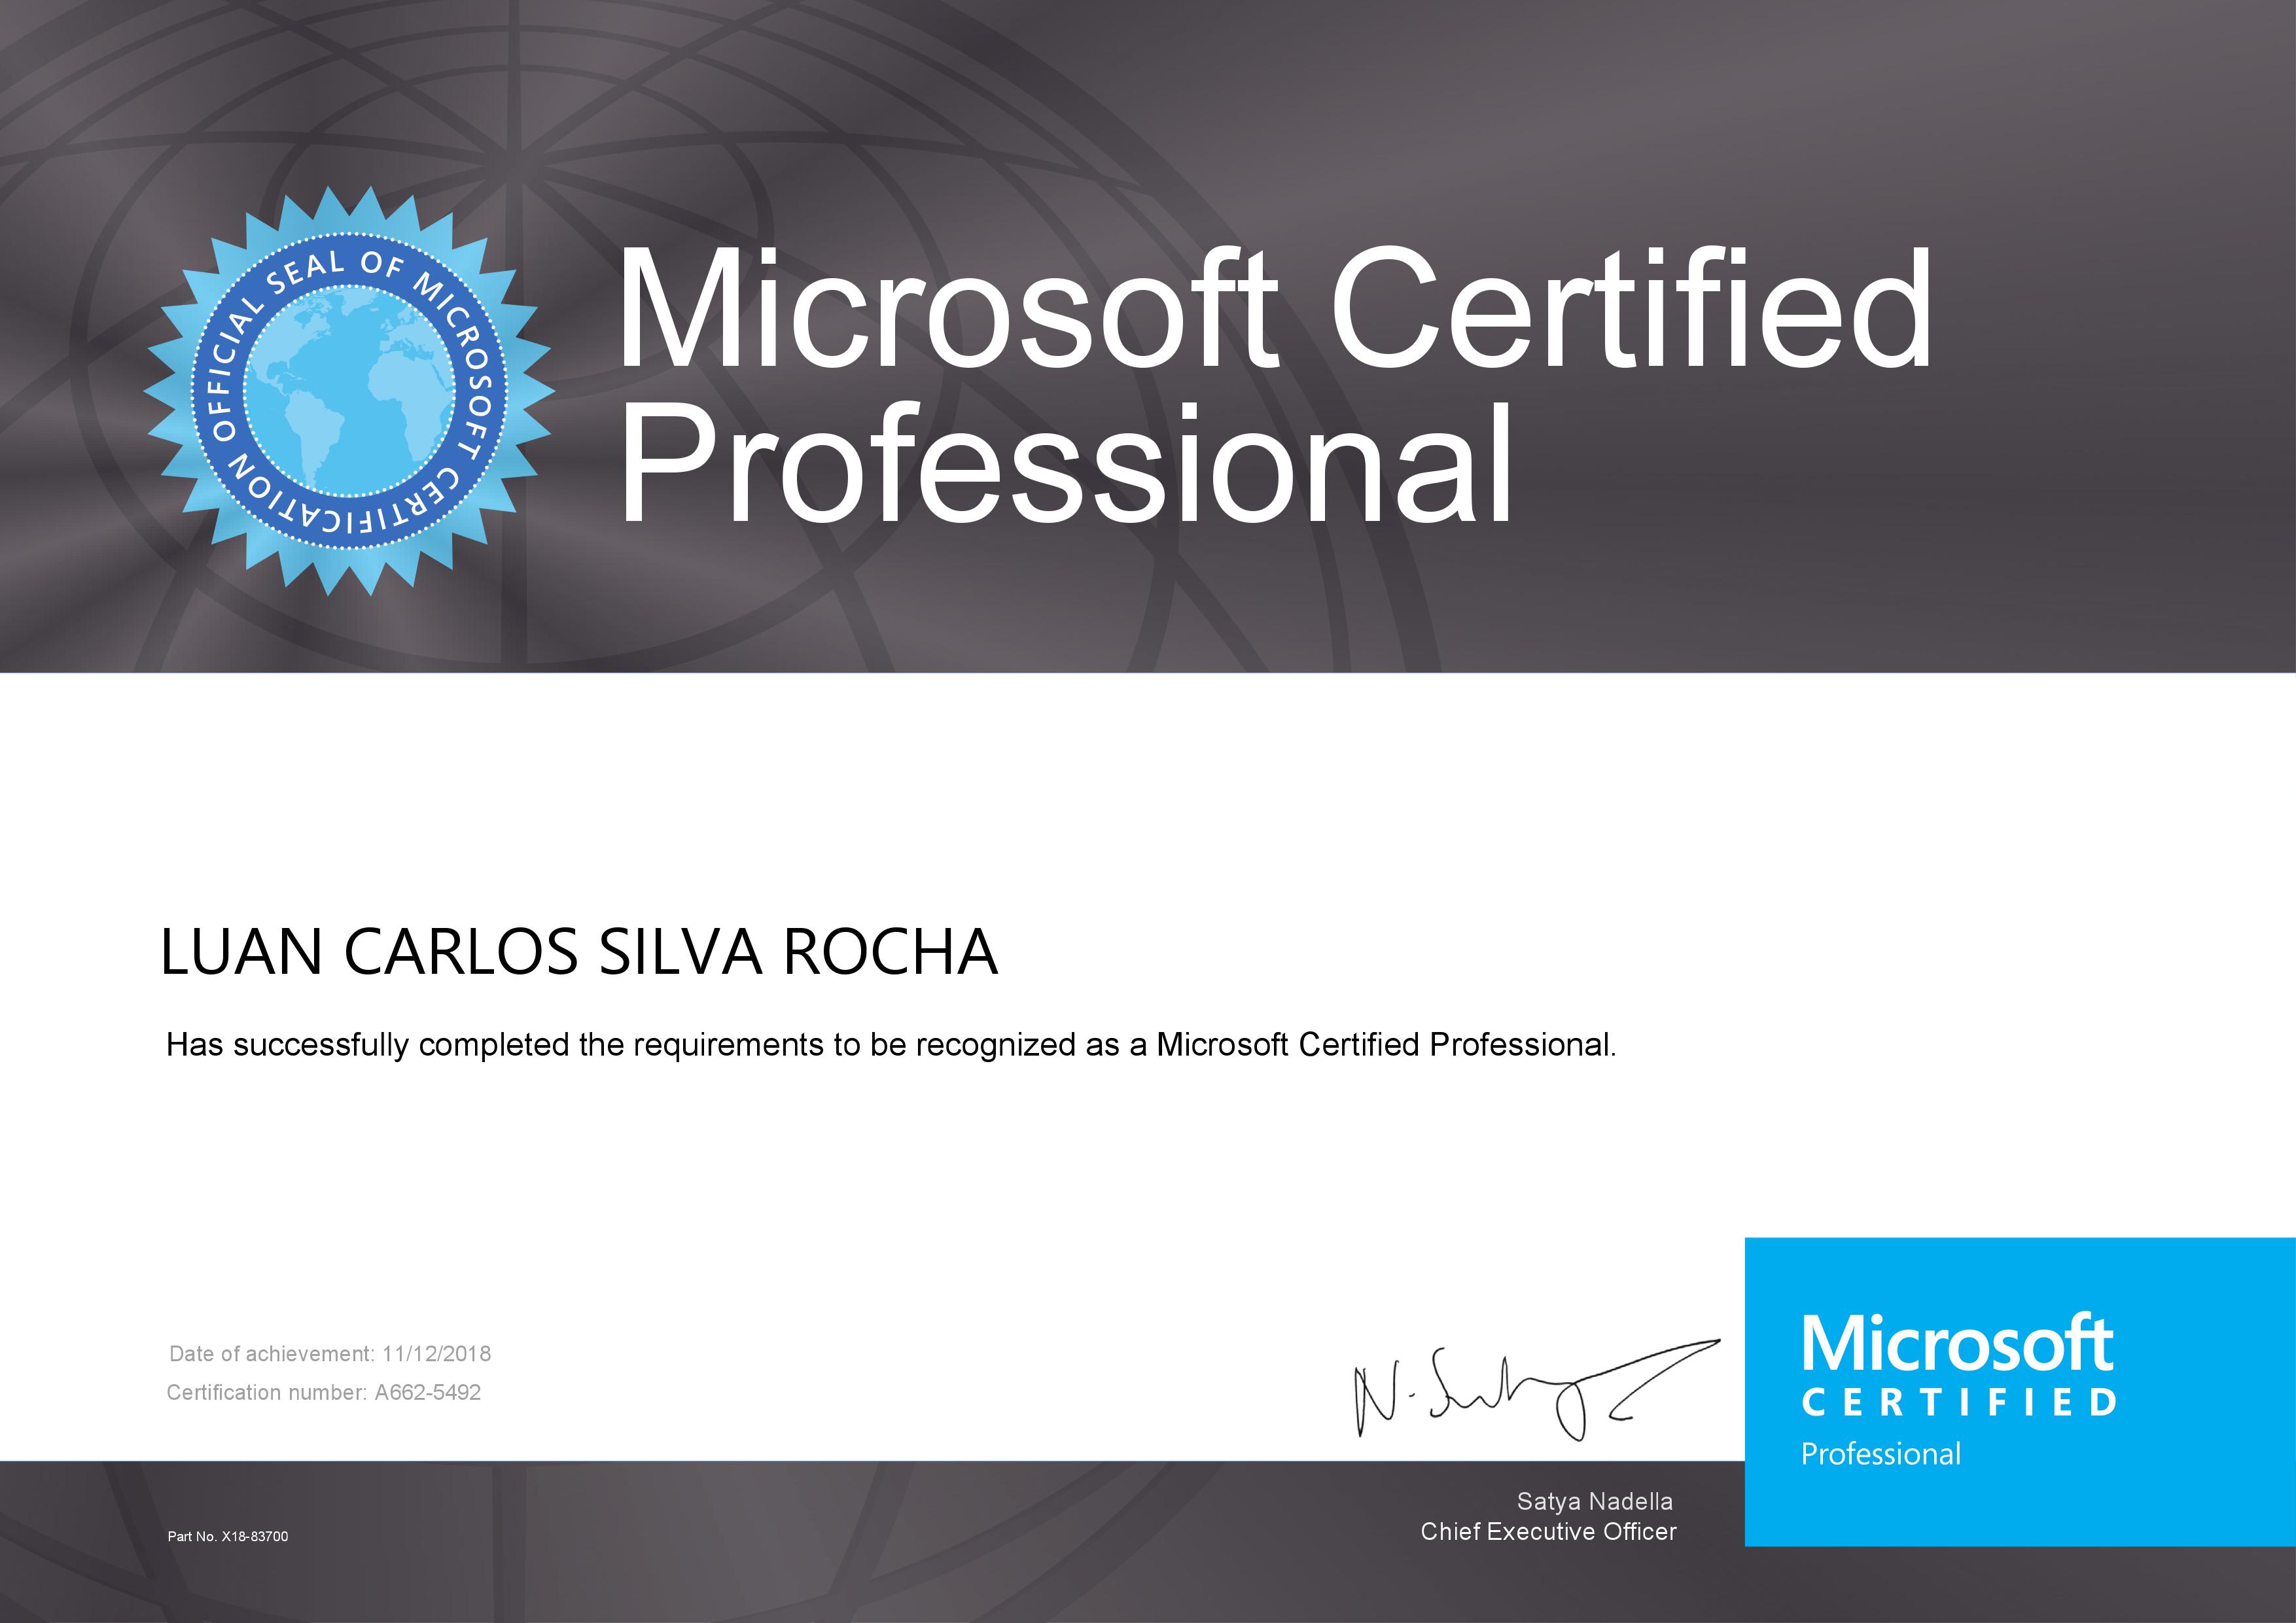 OFFICIAL SEAL OF MICROSOFT CERTIFICATION
Microsoft Certified
Professional
LUAN CARLOS SILVA ROCHA
Has successfully completed the requirements to be recognized as a Microsoft Certified Professional.
Date of achievement: 11/12/2018
Certification number: A662-5492
Microsoft
CERTIFIED
Professional
Satya Nadella
Chief Executive Officer
Part No. X18-83700